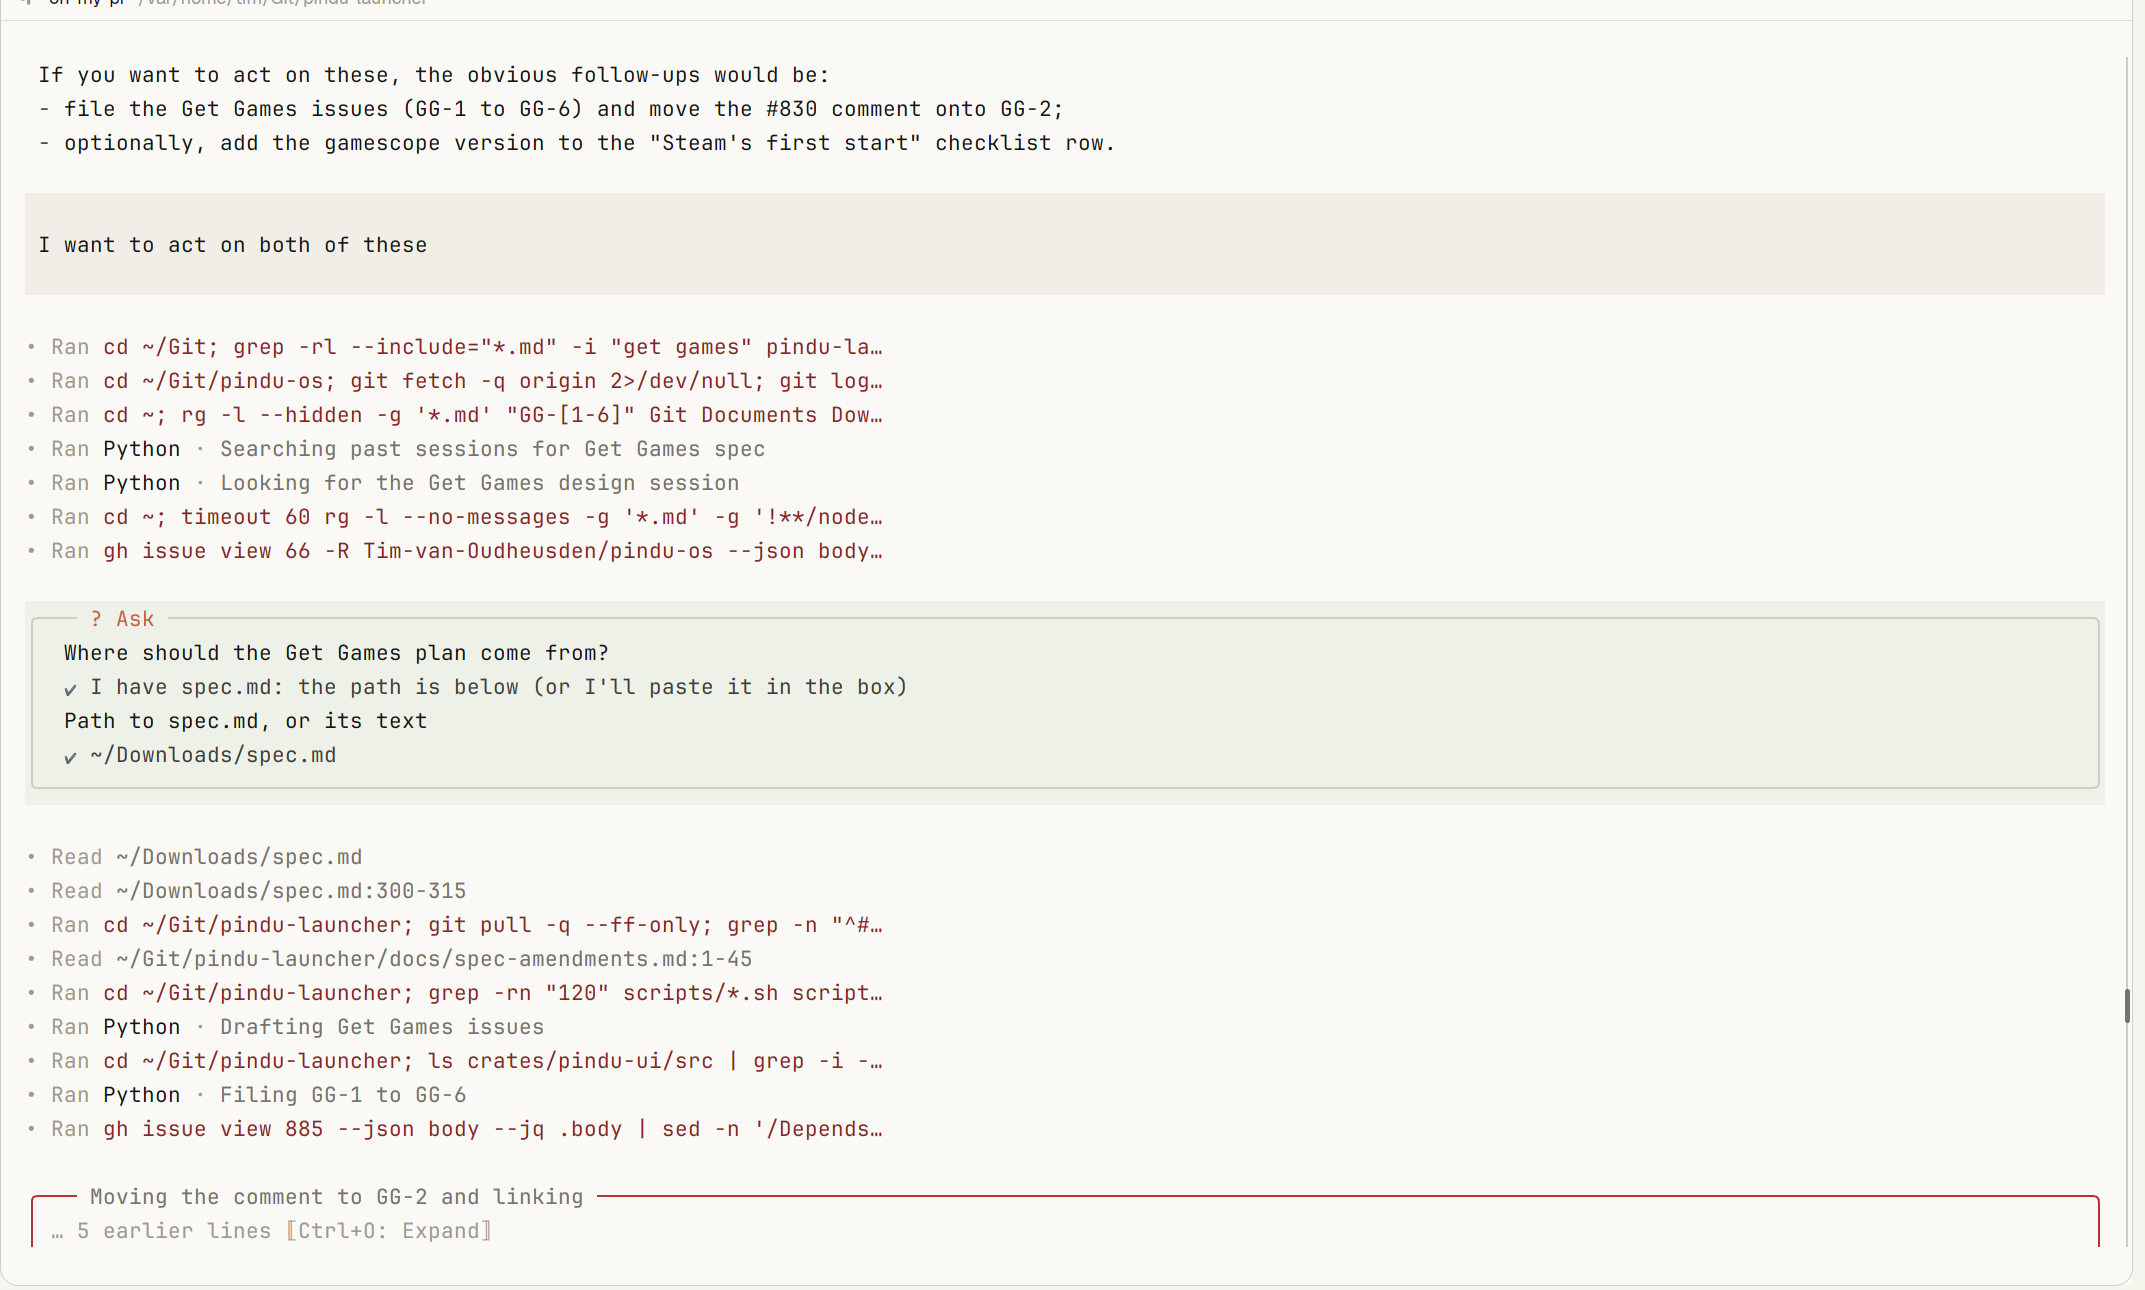 on-my-pi /var/home/tim/Git/pindu-launcher
If you want to act on these, the obvious follow-ups would be:
- file the Get Games issues (GG-1 to GG-6) and move the #830 comment onto GG-2;
- optionally, add the gamescope version to the "Steam's first start" checklist row.
I want to act on both of these
• Ran cd ~/Git; grep -rl --include="*.md" -i "get games" pindu-la…
• Ran cd ~/Git/pindu-os; git fetch -q origin 2>/dev/null; git log…
• Ran cd ~; rg -l --hidden -g '*.md' "GG-[1-6]" Git Documents Dow…
• Ran Python · Searching past sessions for Get Games spec
• Ran Python · Looking for the Get Games design session
• Ran cd ~; timeout 60 rg -l --no-messages -g '*.md' -g '!**/node…
• Ran gh issue view 66 -R Tim-van-Oudheusden/pindu-os --json body…
? Ask
Where should the Get Games plan come from?
✓ I have spec.md: the path is below (or I'll paste it in the box)
Path to spec.md, or its text
✓ ~/Downloads/spec.md
• Read ~/Downloads/spec.md
• Read ~/Downloads/spec.md:300-315
• Ran cd ~/Git/pindu-launcher; git pull -q --ff-only; grep -n "^#…
• Read ~/Git/pindu-launcher/docs/spec-amendments.md:1-45
• Ran cd ~/Git/pindu-launcher; grep -rn "120" scripts/*.sh script…
• Ran Python · Drafting Get Games issues
• Ran cd ~/Git/pindu-launcher; ls crates/pindu-ui/src | grep -i -…
• Ran Python · Filing GG-1 to GG-6
• Ran gh issue view 885 --json body --jq .body | sed -n '/Depends…
Moving the comment to GG-2 and linking
… 5 earlier lines ⟦Ctrl+O: Expand⟧